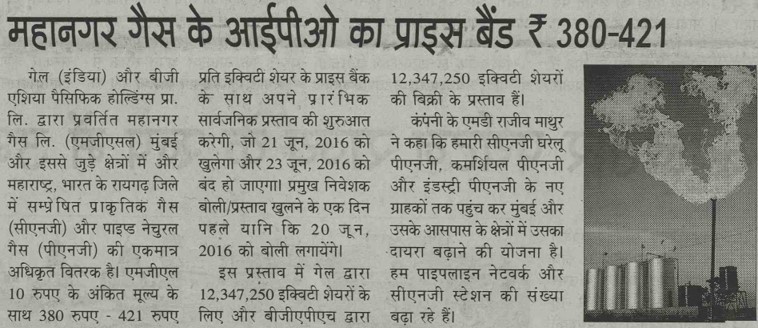 महानगर गैस के आईपीओ का प्राइस बैंड ₹ 380-421
गेल (इंडिया) और बीजी
एशिया पैसिफिक होल्डिंग्स प्रा.
लि. द्वारा प्रवर्तित महानगर
गैस लि. (एमजीएसल) मुंबई
और इससे जुड़े क्षेत्रों में और
महाराष्ट्र, भारत के रायगढ़ जिले
में सम्प्रेषित प्राकृतिक गैस
(सीएनजी) और पाइप्ड नेचुरल
गैस (पीएनजी) की एकमात्र
अधिकृत वितरक है। एमजीएल
10 रुपए के अंकित मूल्य के
साथ 380 रुपए - 421 रुपए
प्रति इक्विटी शेयर के प्राइस बैंक
के साथ अपने प्रारंभिक
सार्वजनिक प्रस्ताव की शुरुआत
करेगी, जो 21 जून, 2016 को
खुलेगा और 23 जून, 2016 को
बंद हो जाएगा। प्रमुख निवेशक
बोली/प्रस्ताव खुलने के एक दिन
पहले यानि कि 20 जून,
2016 को बोली लगायेंगे।
इस प्रस्ताव में गेल द्वारा
12,347,250 इक्विटी शेयरों के
लिए और बीजीएपीएच द्वारा
12,347,250 इक्विटी शेयरों
की बिक्री के प्रस्ताव हैं।
कंपनी के एमडी राजीव माथुर
ने कहा कि हमारी सीएनजी घरेलू
पीएनजी, कमर्शियल पीएनजी
और इंडस्ट्री पीएनजी के नए
ग्राहकों तक पहुंच कर मुंबई और
उसके आसपास के क्षेत्रों में उसका
दायरा बढ़ाने की योजना है।
हम पाइपलाइन नेटवर्क और
सीएनजी स्टेशन की संख्या
बढ़ा रहे हैं।